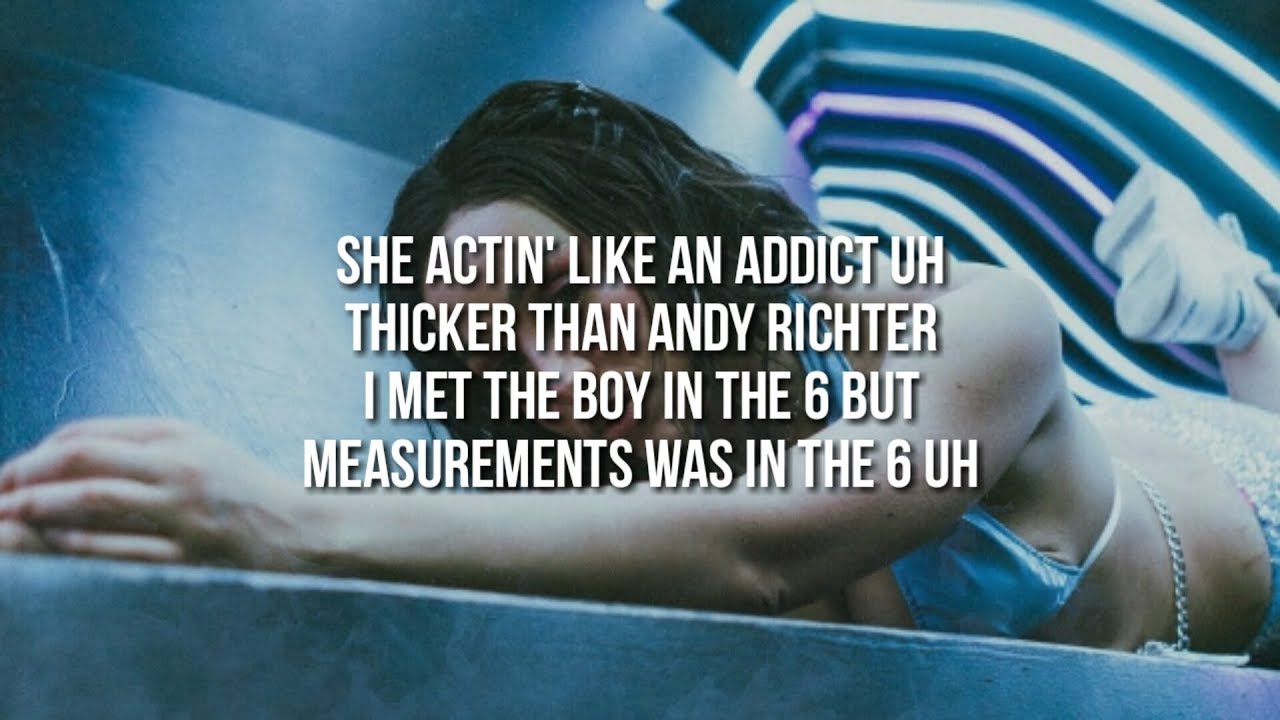 SHE ACTIN' LIKE AN ADDICT UH
THICKER THAN ANDY RICHTER
I MET THE BOY IN THE 6 BUT
MEASUREMENTS WAS IN THE 6 UH